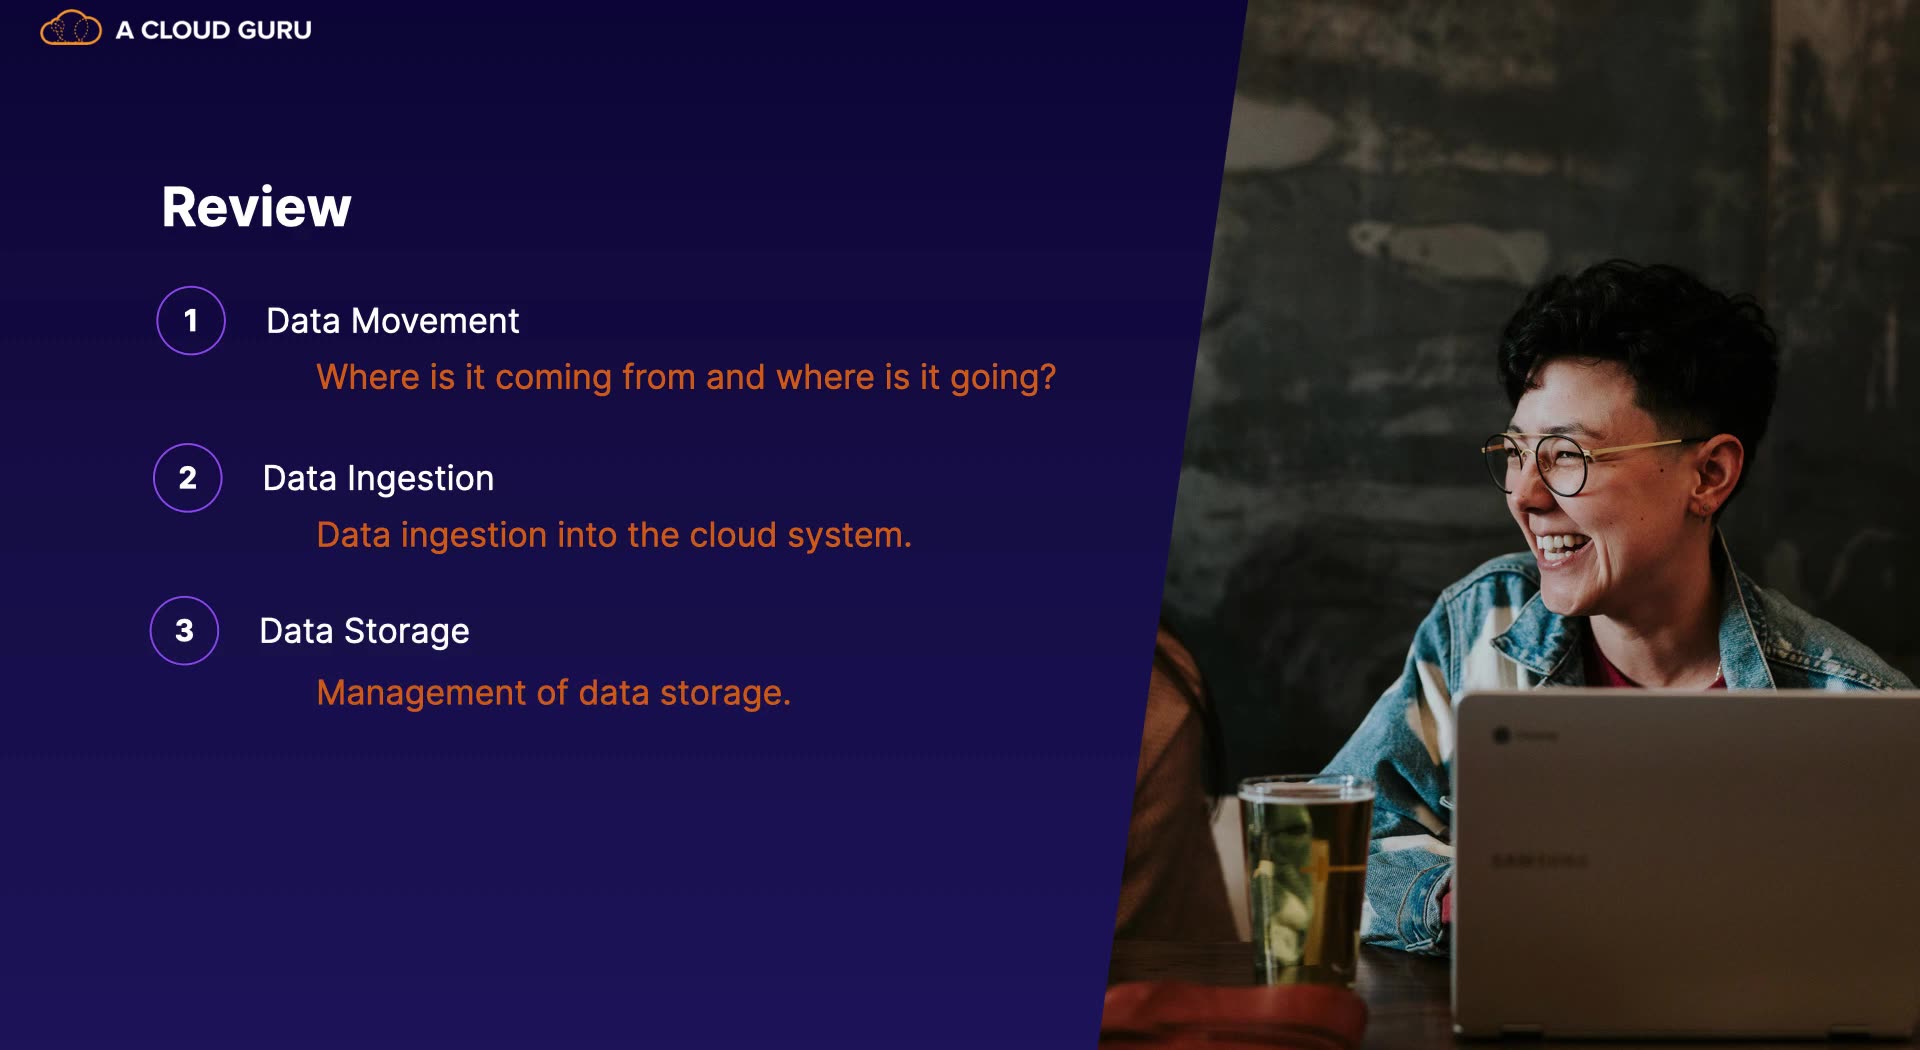 A CLOUD GURU
Review
1 Data Movement
Where is it coming from and where is it going?
2 Data Ingestion
Data ingestion into the cloud system.
3 Data Storage
Management of data storage.
SAMSUNG